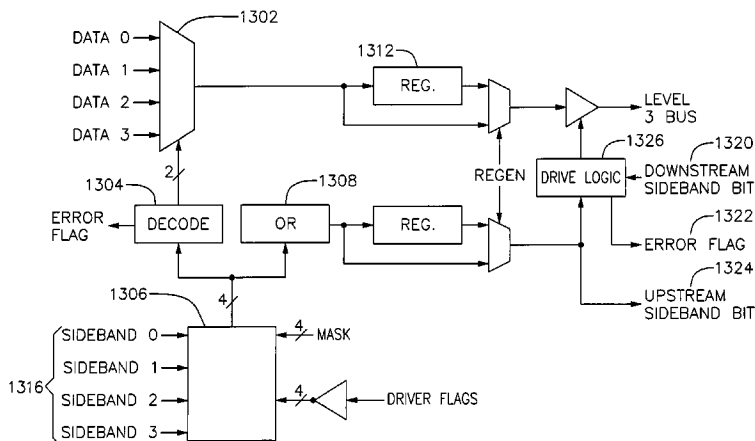 1302
DATA 0
DATA 1
DATA 2
DATA 3
1312
REG.
LEVEL
3 BUS
1326
1320
DOWNSTREAM
SIDEBAND BIT
DRIVE LOGIC
2
1304
1308
REGEN
ERROR
FLAG
DECODE
OR
REG.
1322
ERROR FLAG
1324
UPSTREAM
SIDEBAND BIT
1306
4
SIDEBAND 0
4
MASK
1316
SIDEBAND 1
SIDEBAND 2
4
DRIVER FLAGS
SIDEBAND 3